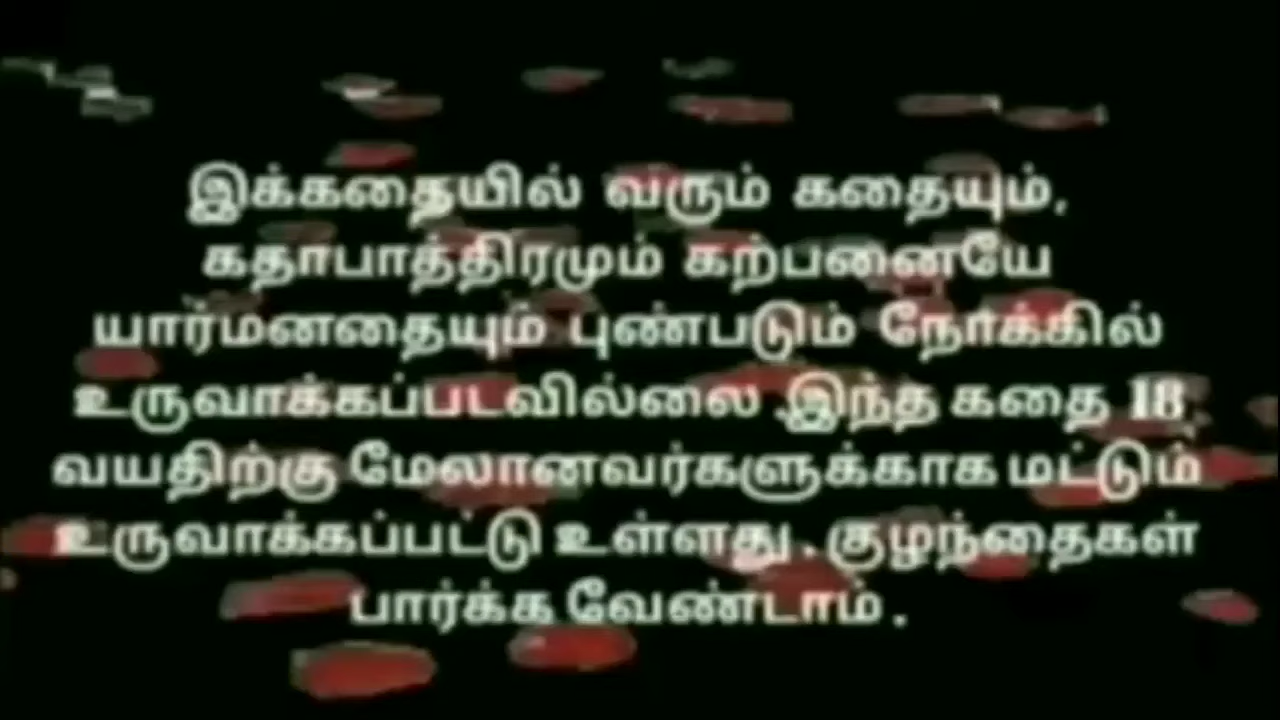 இக்கதையில் வரும் கதையும்,
கதாபாத்திரமும் கற்பனையே
யார்மனதையும் புண்படும் நோக்கில்
உருவாக்கப்படவில்லை .இந்த கதை 18
வயதிற்கு மேலானவர்களுக்காக மட்டும்
உருவாக்கப்பட்டு உள்ளது . குழந்தைகள்
பார்க்க வேண்டாம் .